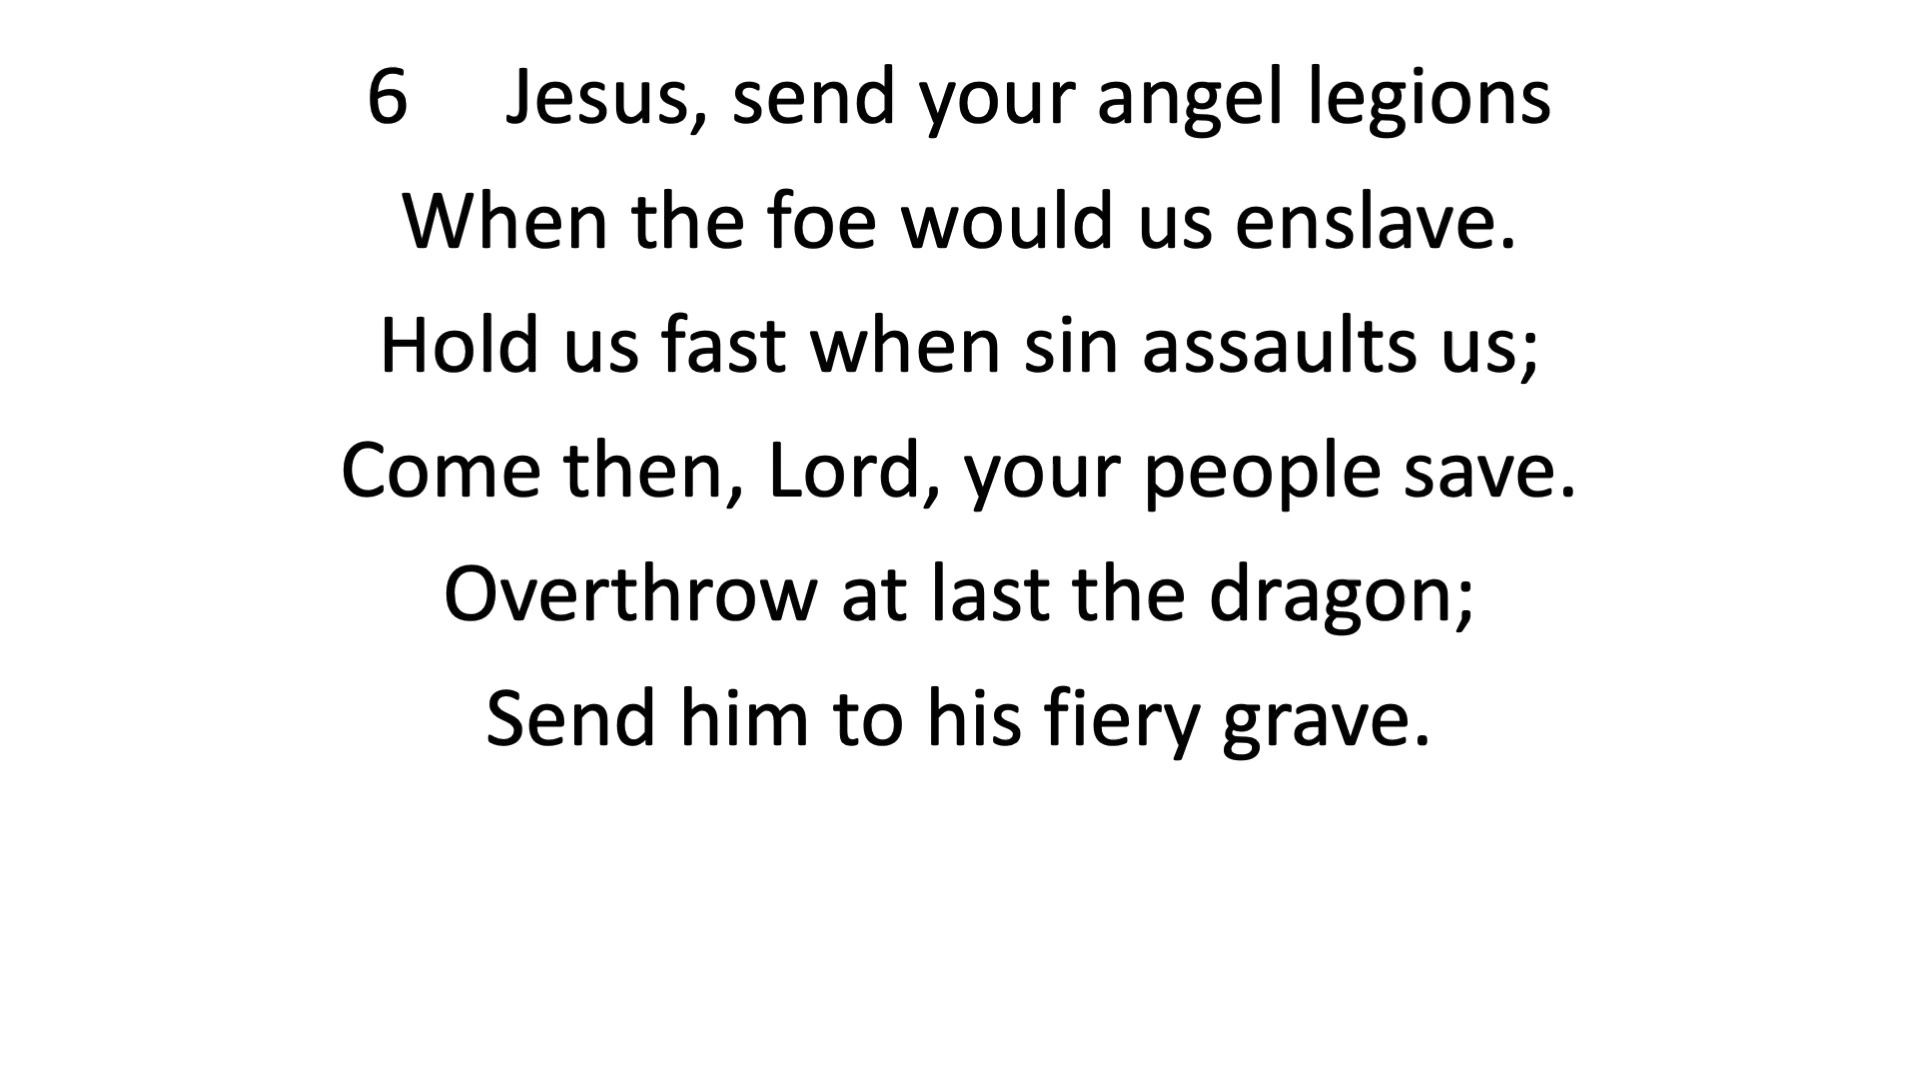 6 Jesus, send your angel legions
When the foe would us enslave.
Hold us fast when sin assaults us;
Come then, Lord, your people save.
Overthrow at last the dragon;
Send him to his fiery grave.